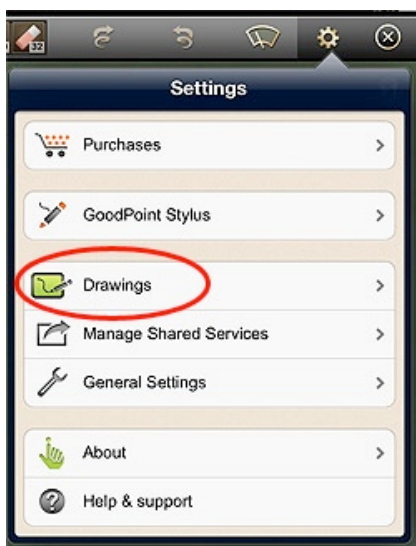 32
Settings
Purchases
GoodPoint Stylus
Drawings
Manage Shared Services
General Settings
About
Help & support